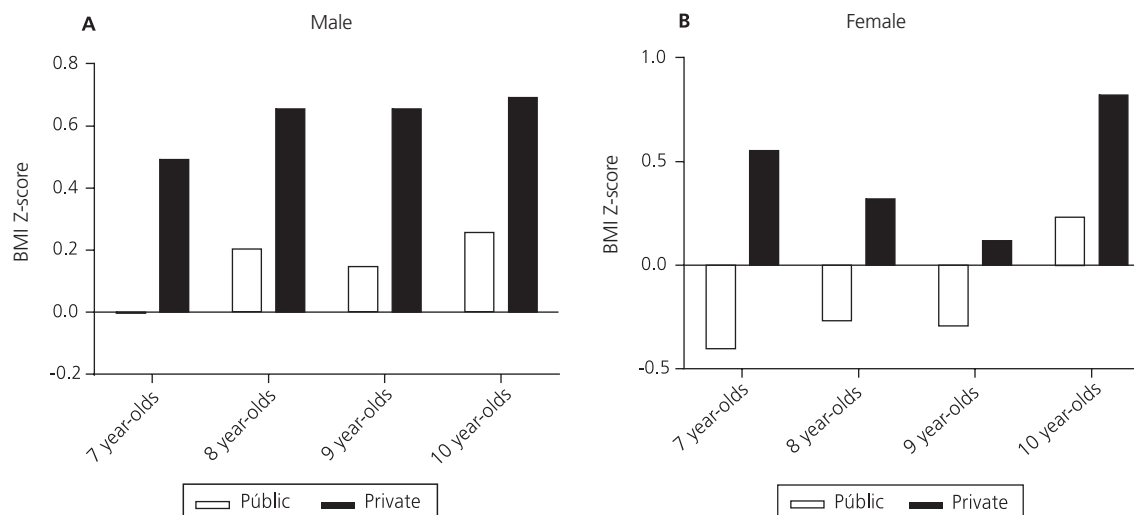 A
Male
BMI Z-score
0.8
0.6
0.4
0.2
0.0
-0.2
7 year-olds
8 year-olds
9 year-olds
10 year-olds
Públic
Private
B
Female
BMI Z-score
1.0
0.5
0.0
-0.5
7 year-olds
8 year-olds
9 year-olds
10 year-olds
Públic
Private